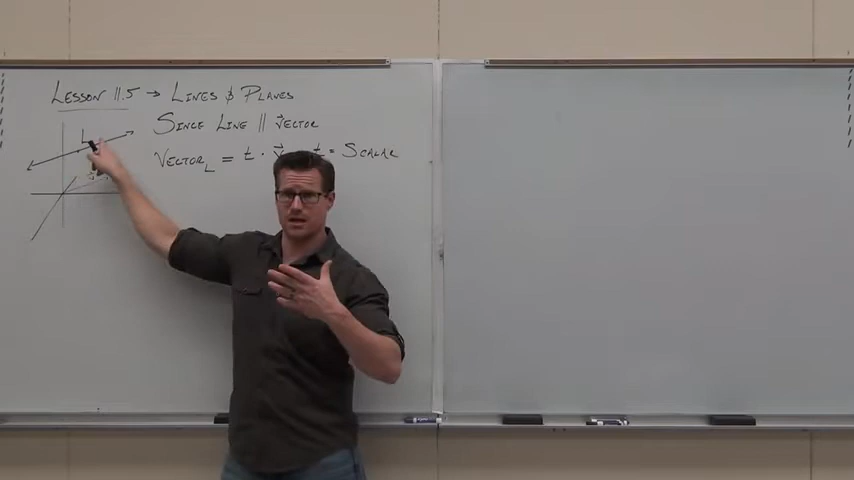 LESSON 11.5 → LINES & PLANES
SINCE LINE || VECTOR
L
VECTOR_L = t · v⃗ t = SCALAR